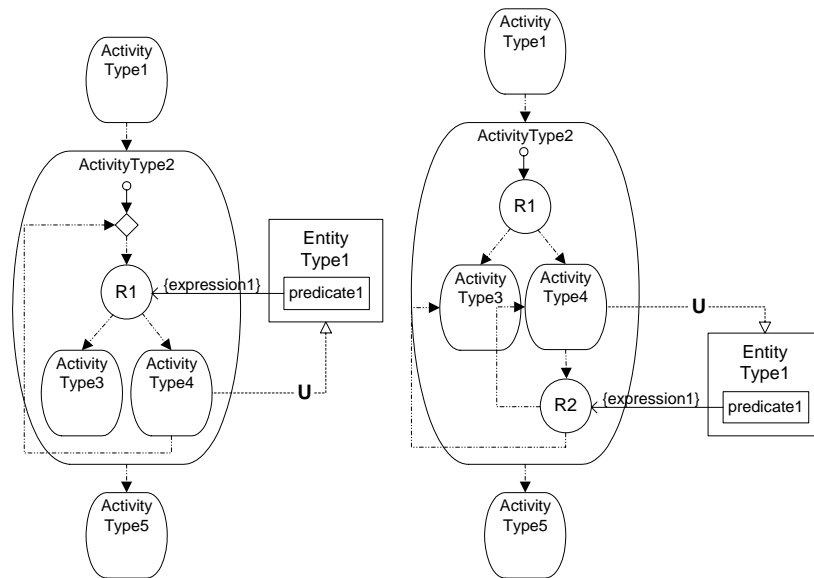 Activity
Type1
ActivityType2
R1
{expression1}
Entity
Type1
predicate1
Activity
Type3
Activity
Type4
U
Activity
Type5
Activity
Type1
ActivityType2
R1
Activity
Type3
Activity
Type4
U
Entity
Type1
R2
{expression1}
predicate1
Activity
Type5